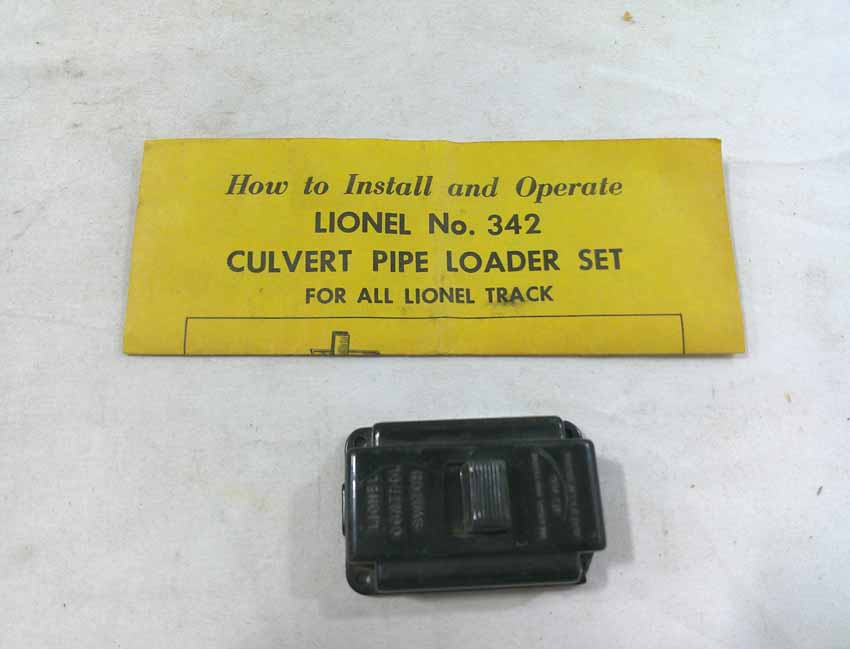 How to Install and Operate
LIONEL No. 342
CULVERT PIPE LOADER SET
FOR ALL LIONEL TRACK
LIONEL
CONTROL